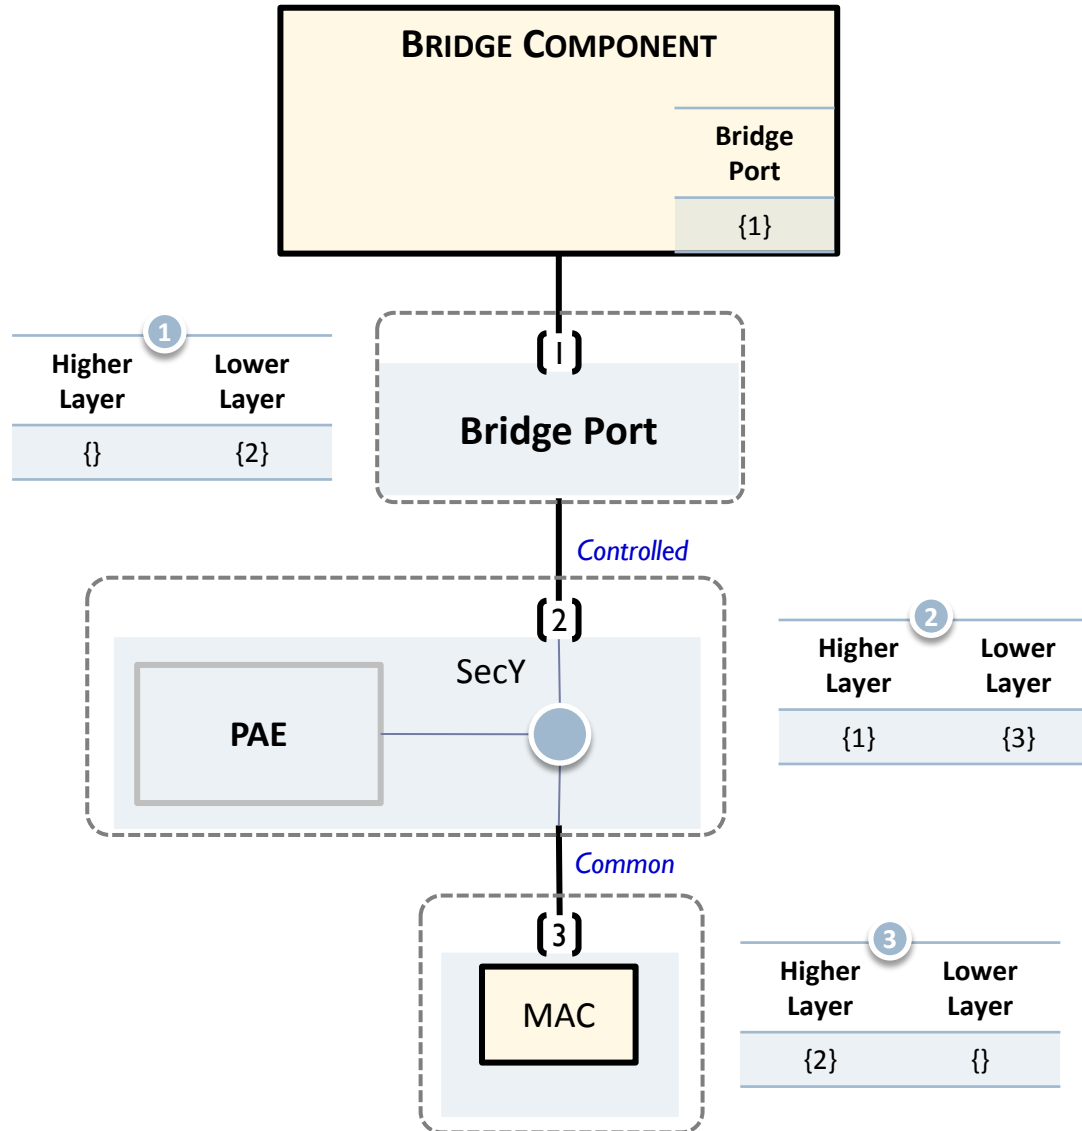 BRIDGE COMPONENT
Bridge
Port
{1}
1
Higher Lower
Layer Layer
{} {2}
[1]
Bridge Port
Controlled
[2]
SecY
PAE
2
Higher Lower
Layer Layer
{1} {3}
Common
[3]
MAC
3
Higher Lower
Layer Layer
{2} {}